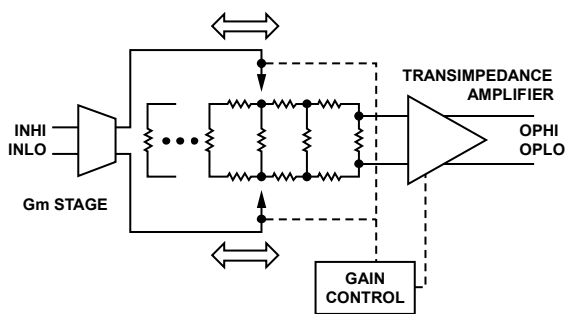 TRANSIMPEDANCE
AMPLIFIER
INHI
INLO
OPHI
OPLO
Gm STAGE
GAIN
CONTROL